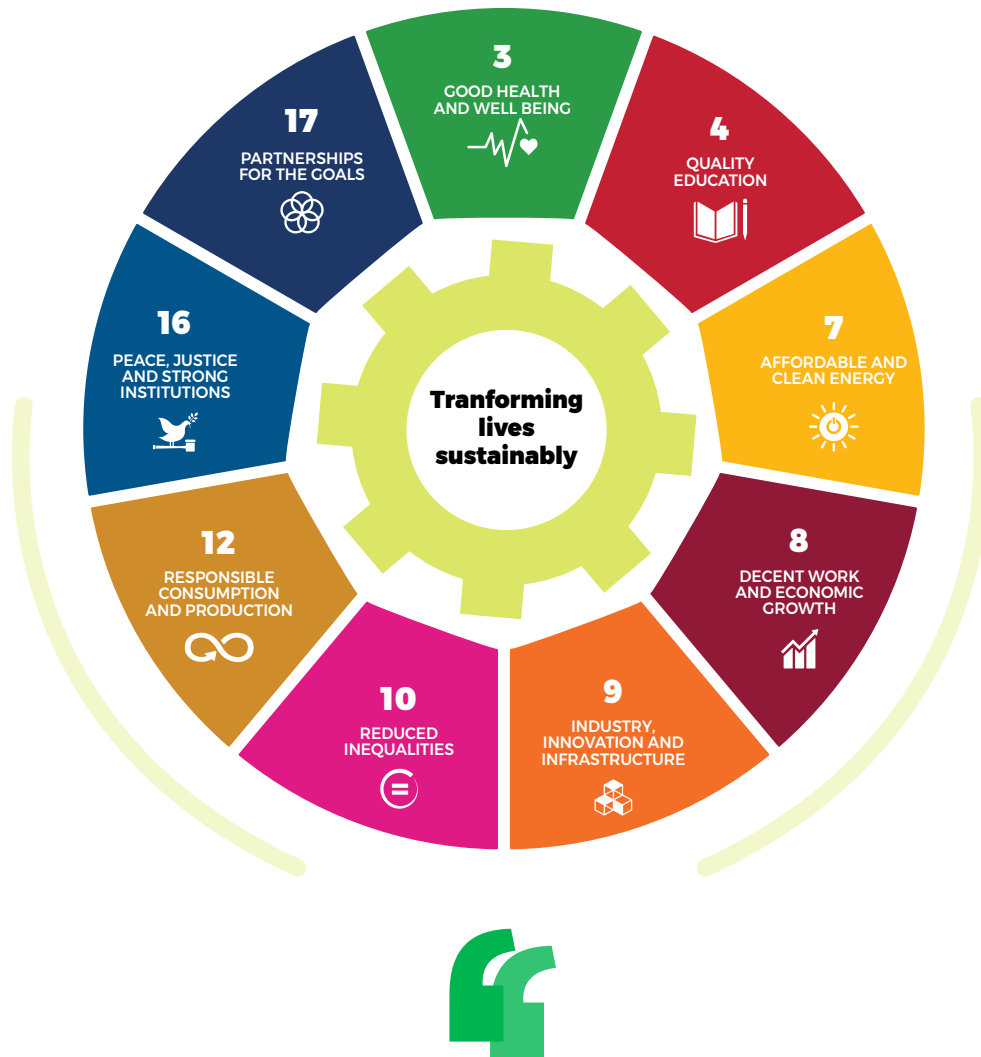 3
GOOD HEALTH
AND WELL BEING
4
QUALITY
EDUCATION
7
AFFORDABLE AND
CLEAN ENERGY
8
DECENT WORK
AND ECONOMIC
GROWTH
9
INDUSTRY,
INNOVATION AND
INFRASTRUCTURE
10
REDUCED
INEQUALITIES
12
RESPONSIBLE
CONSUMPTION
AND PRODUCTION
16
PEACE, JUSTICE
AND STRONG
INSTITUTIONS
17
PARTNERSHIPS
FOR THE GOALS
Tranforming
lives
sustainably